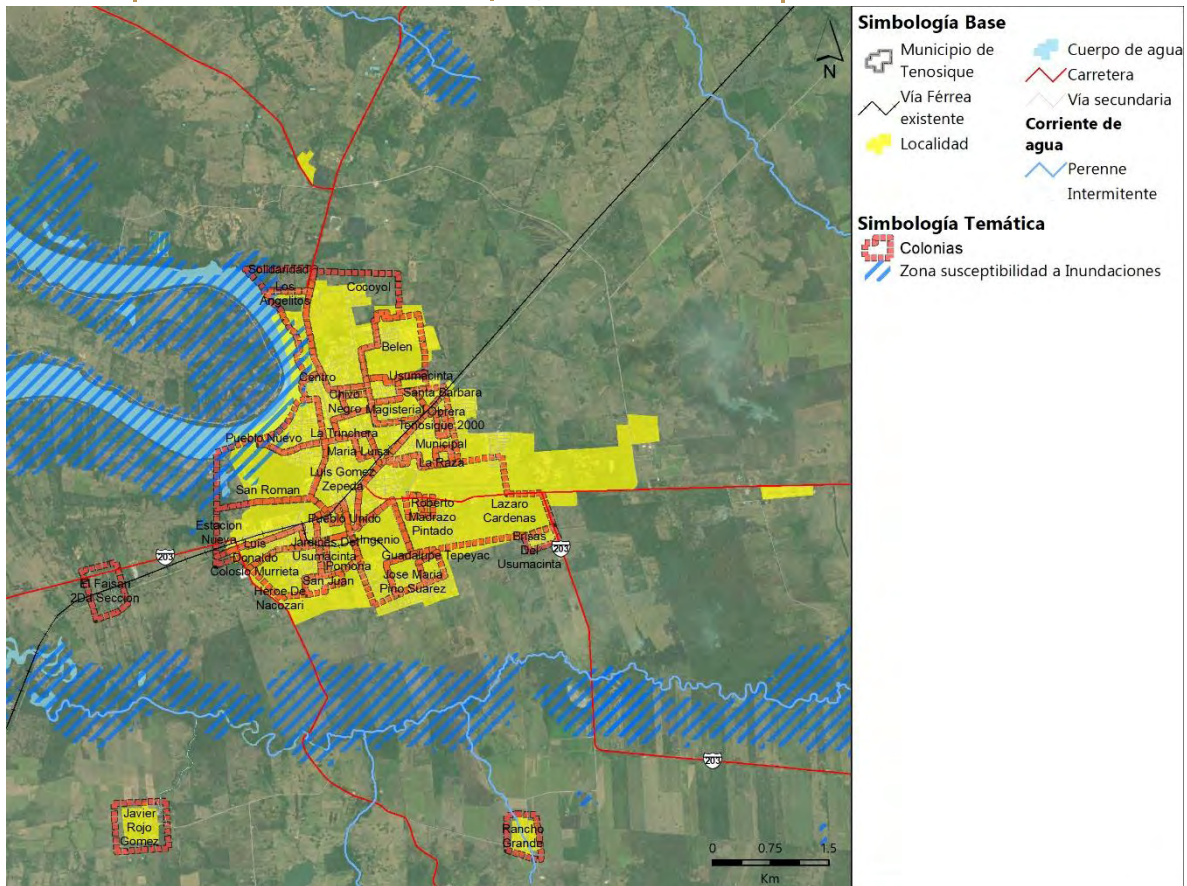 N
Solidaridad
Los
Angelitos
Cocoyol
Belen
Centro
Usumacinta
Chivo
Negro
Santa Barbara
Magisterial
Obrera
Tenosique 2000
La Trinchera
Pueblo Nuevo
Municipal
Maria Luisa
La Raza
Luis Gomez
Zepeda
San Roman
Roberto
Madrazo
Pintado
Lazaro
Cardenas
Pueblo Unido
Estacion
Nueva
Luis
Donaldo
Colosio Murrieta
Jardines Del
Usumacinta
Ingenio
Brisas
Del
Usumacinta
203
203
Guadalupe Tepeyac
Pomona
San Juan
Jose Maria
Pino Suarez
El Faisan
2Da Seccion
Heroe De
Nacozari
203
Javier
Rojo
Gomez
Rancho
Grande
0 0.75 1.5
Km
Simbología Base
Municipio de
Tenosique
Vía Férrea
existente
Localidad
Cuerpo de agua
Carretera
Vía secundaria
Corriente de
agua
Perenne
Intermitente
Simbología Temática
Colonias
Zona susceptibilidad a Inundaciones